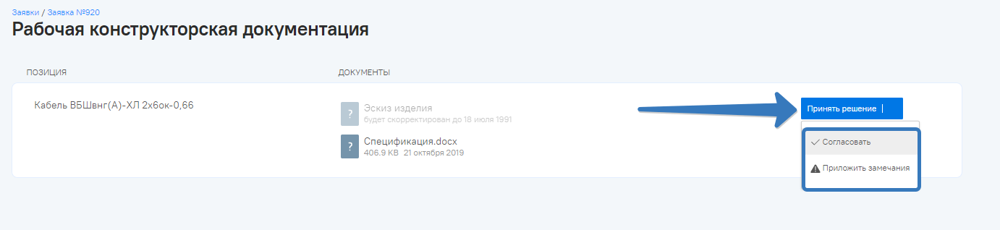 Заявки / Заявка №920
Рабочая конструкторская документация
ПОЗИЦИЯ ДОКУМЕНТЫ
Кабель ВБШвнг(А)-ХЛ 2х6ок-0,66
Эскиз изделия
будет скорректирован до 18 июля 1991
Спецификация.docx
406.9 KB 21 октября 2019
Принять решение
Согласовать
Приложить замечания